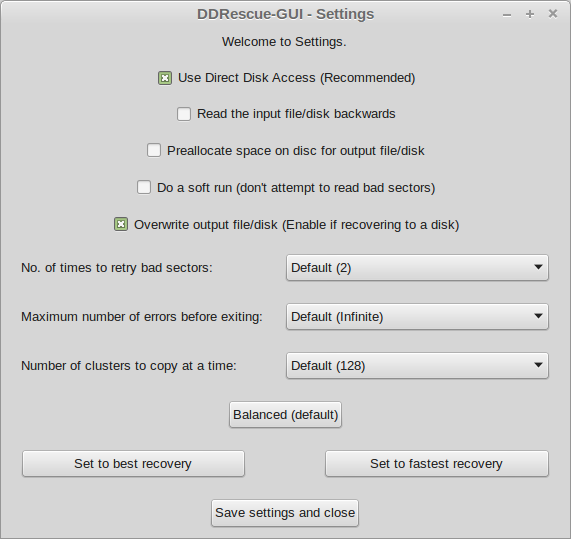 DDRescue-GUI - Settings
Welcome to Settings.
Use Direct Disk Access (Recommended)
Read the input file/disk backwards
Preallocate space on disc for output file/disk
Do a soft run (don't attempt to read bad sectors)
Overwrite output file/disk (Enable if recovering to a disk)
No. of times to retry bad sectors: Default (2)
Maximum number of errors before exiting: Default (Infinite)
Number of clusters to copy at a time: Default (128)
Balanced (default)
Set to best recovery Set to fastest recovery
Save settings and close